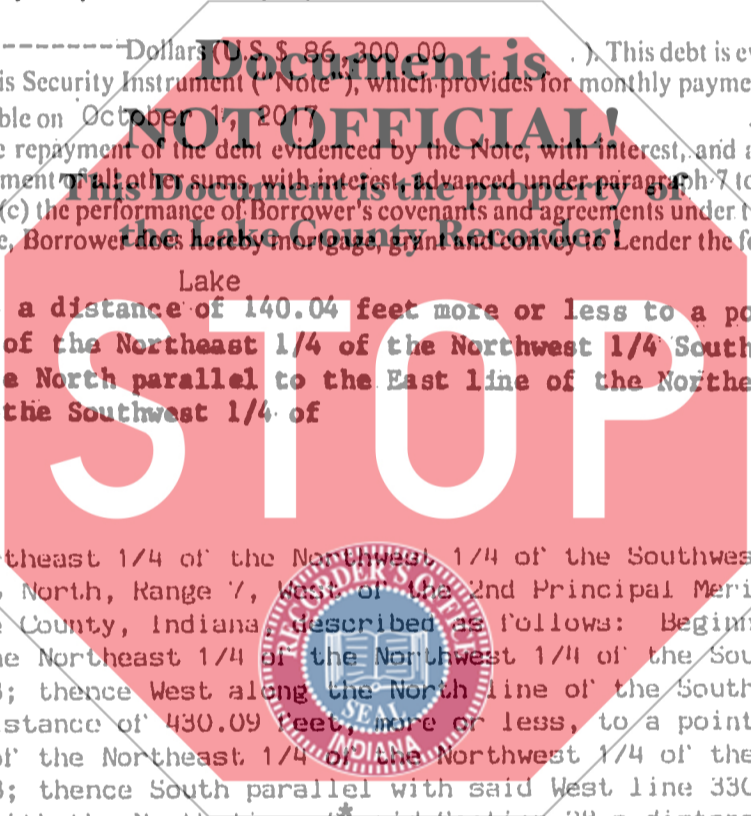 --------Dollars (U.S. $ 86,300.00 ). This debt is
Document is
is Security Instrument ("Note"), which provides for monthly
ble on October 1, 2017
NOT OFFICIAL!
repayment of the debt evidenced by the Note, with interest, and
ment of all other sums, with interest, advanced under paragraph 7 to
This Document is the property of
(c) the performance of Borrower's covenants and agreements under
the Lake County Recorder!
e, Borrower does hereby mortgage, grant and convey to Lender the
Lake
a distance of 140.04 feet more or less to a
of the Northeast 1/4 of the Northwest 1/4 South
e North parallel to the East line of the Northe
the Southwest 1/4 of
STOP
theast 1/4 of the Northwest 1/4 of the Southwes
North, Range 7, West of the 2nd Principal Meri
County, Indiana, described as follows: Beginn
he Northeast 1/4 of the Northwest 1/4 of the Sou
; thence West along the North line of the South
istance of 430.09 feet, more or less, to a point
of the Northeast 1/4 of the Northwest 1/4 of the
; thence South parallel with said West line 330
RECORDER'S OFFICE
SEAL
INDIANA